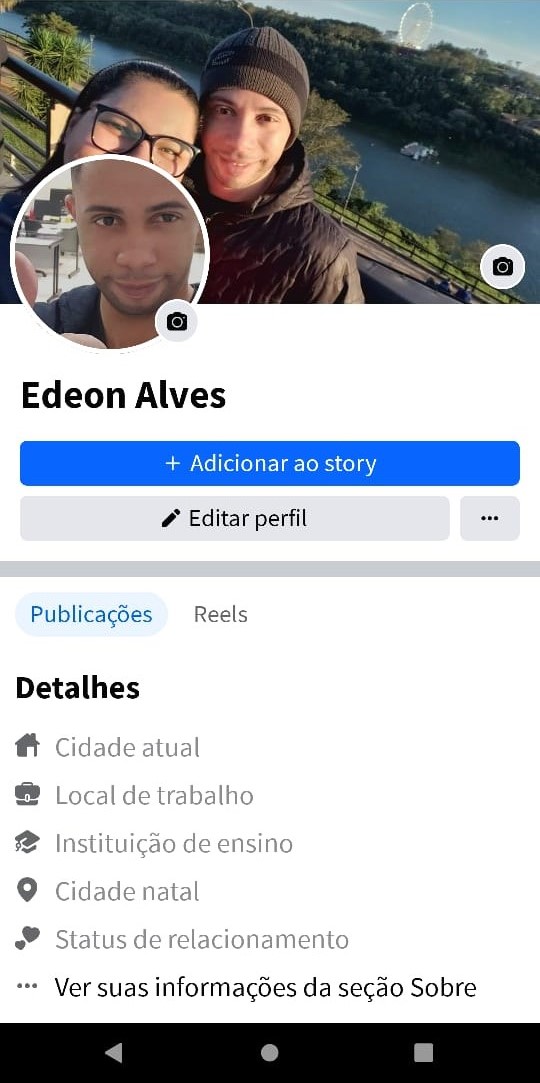 Edeon Alves
+ Adicionar ao story
Editar perfil
Publicações
Reels
Detalhes
Cidade atual
Local de trabalho
Instituição de ensino
Cidade natal
Status de relacionamento
Ver suas informações da seção Sobre